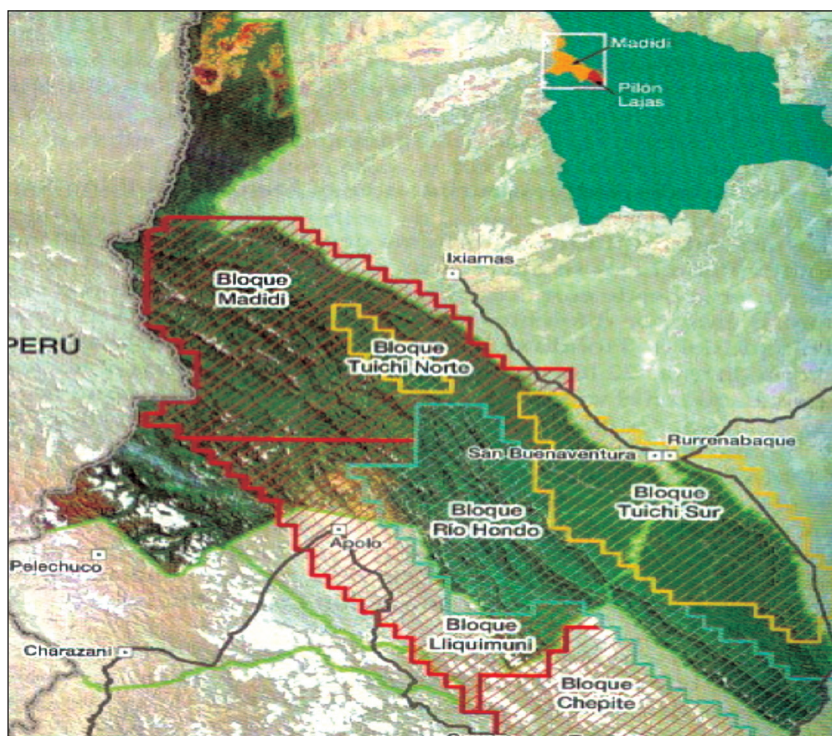 Madidi
Pilón
Lajas
Ixiamas
Bloque
Madidi
PERÚ
Bloque
Tuichi Norte
San Buenaventura
Rurrenabaque
Bloque
Tuichi Sur
Bloque
Río Hondo
Apolo
Pelechuco
Bloque
Lliquimuni
Charazani
Bloque
Chepite